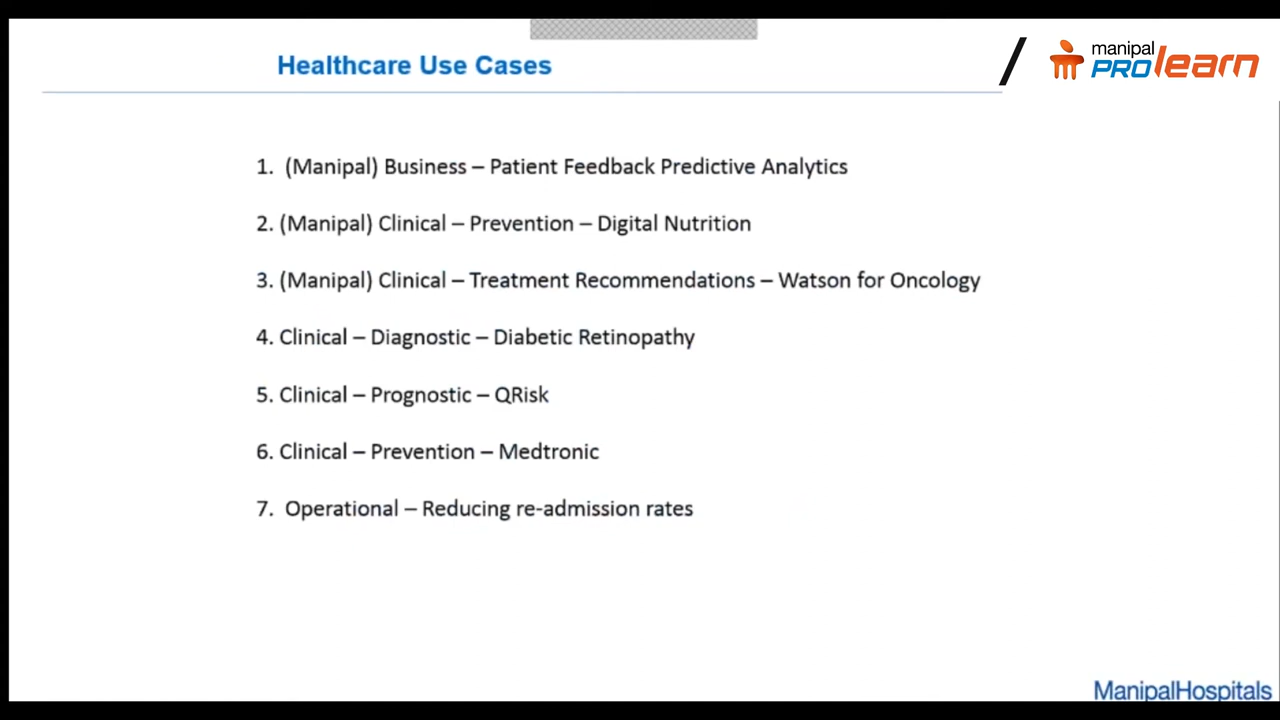 Healthcare Use Cases
manipal
PROlearn
1. (Manipal) Business – Patient Feedback Predictive Analytics
2. (Manipal) Clinical – Prevention – Digital Nutrition
3. (Manipal) Clinical – Treatment Recommendations – Watson for Oncology
4. Clinical – Diagnostic – Diabetic Retinopathy
5. Clinical – Prognostic – QRisk
6. Clinical – Prevention – Medtronic
7. Operational – Reducing re-admission rates
ManipalHospitals